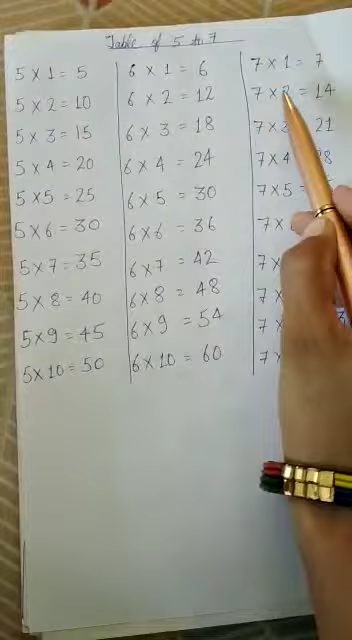 Table of 5 to 7
5 x 1 = 5
5 x 2 = 10
5 x 3 = 15
5 x 4 = 20
5 x 5 = 25
5 x 6 = 30
5 x 7 = 35
5 x 8 = 40
5 x 9 = 45
5 x 10 = 50
6 x 1 = 6
6 x 2 = 12
6 x 3 = 18
6 x 4 = 24
6 x 5 = 30
6 x 6 = 36
6 x 7 = 42
6 x 8 = 48
6 x 9 = 54
6 x 10 = 60
7 x 1 = 7
7 x 2 = 14
7 x 3 21
7 x 4 8
7 x 5 =
7 x
7 x
7 x
7 x
7 x